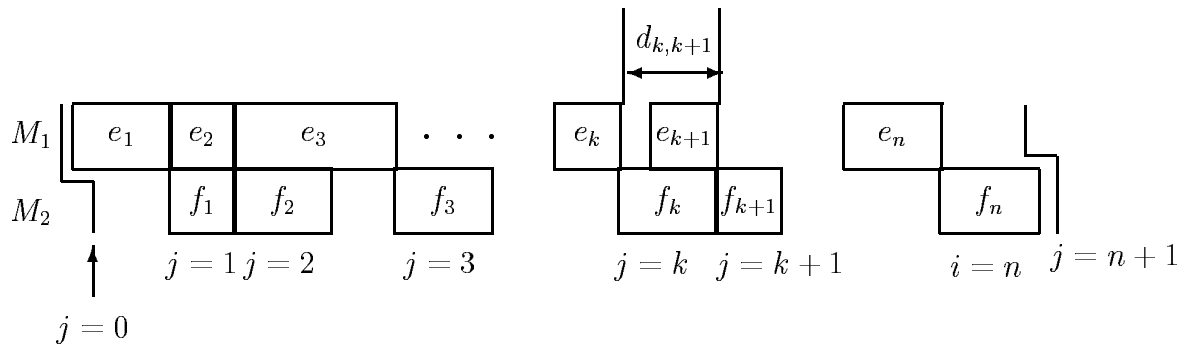 d_{k,k+1}
M_1 e_1 e_2 e_3 . . . e_k e_{k+1} e_n
M_2 f_1 f_2 f_3 f_k f_{k+1} f_n
j = 1 j = 2 j = 3 j = k j = k + 1 i = n j = n + 1
j = 0